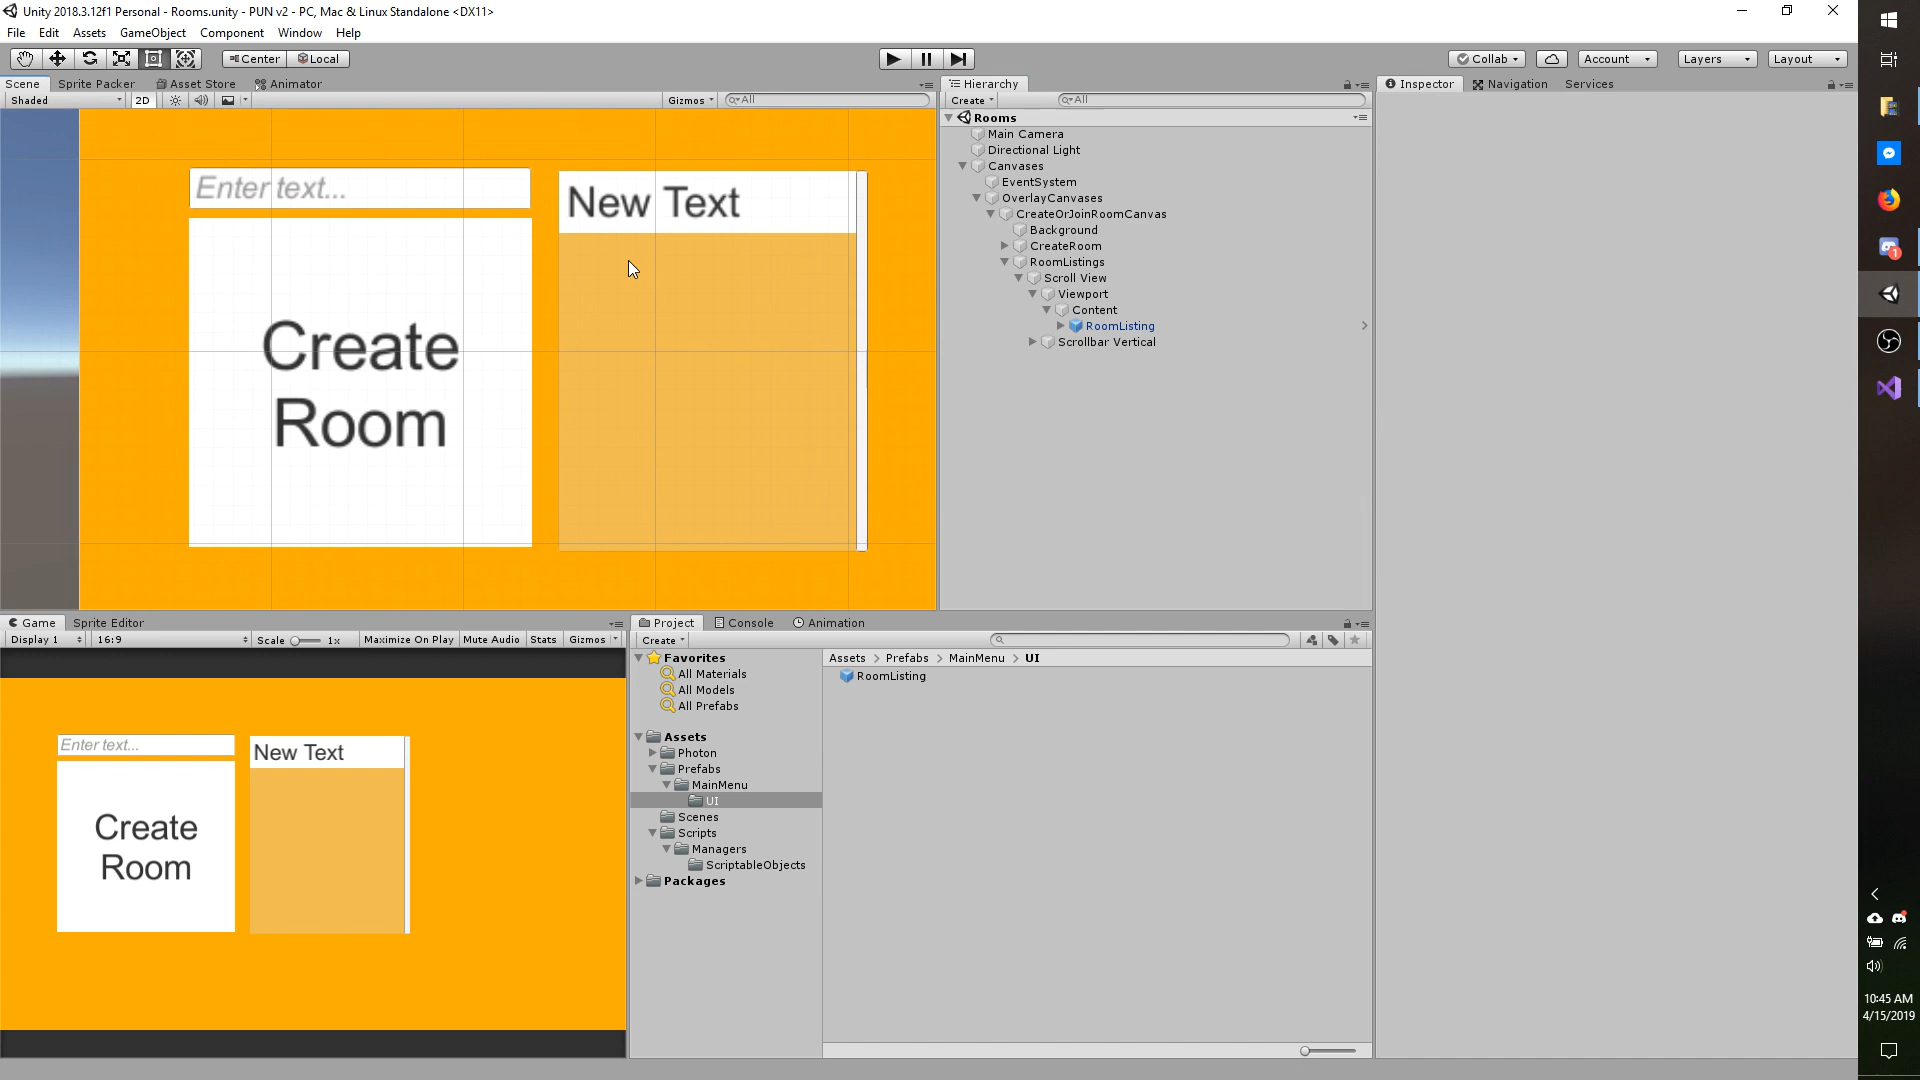 Unity 2018.3.12f1 Personal - Rooms.unity - PUN v2 - PC, Mac & Linux Standalone <DX11>
File Edit Assets GameObject Component Window Help
Center Local Collab Account Layers Layout
Scene Sprite Packer Asset Store Animator
Shaded 2D Gizmos All
Enter text...
New Text
Create
Room
Hierarchy
Create All
Rooms
Main Camera
Directional Light
Canvases
EventSystem
OverlayCanvases
CreateOrJoinRoomCanvas
Background
CreateRoom
RoomListings
Scroll View
Viewport
Content
RoomListing
Scrollbar Vertical
Inspector Navigation Services
Game Sprite Editor
Display 1 16:9 Scale 1x Maximize On Play Mute Audio Stats Gizmos
Enter text...
New Text
Create
Room
Project Console Animation
Create
Favorites
All Materials
All Models
All Prefabs
Assets
Photon
Prefabs
MainMenu
UI
Scenes
Scripts
Managers
ScriptableObjects
Packages
Assets > Prefabs > MainMenu > UI
RoomListing
1
10:45 AM
4/15/2019